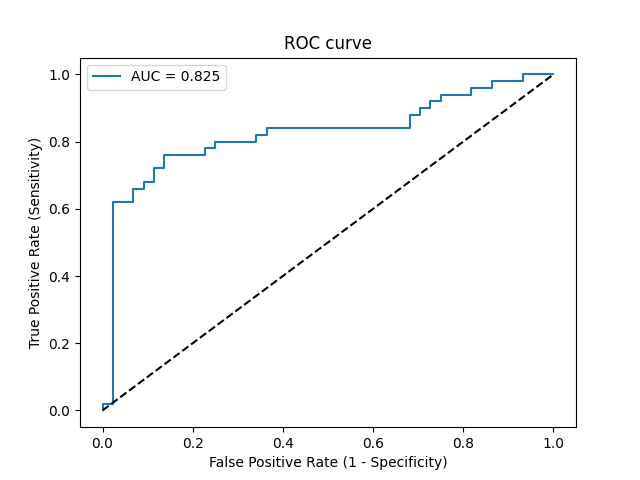 ROC curve
AUC = 0.825
True Positive Rate (Sensitivity)
1.0
0.8
0.6
0.4
0.2
0.0
0.0 0.2 0.4 0.6 0.8 1.0
False Positive Rate (1 - Specificity)